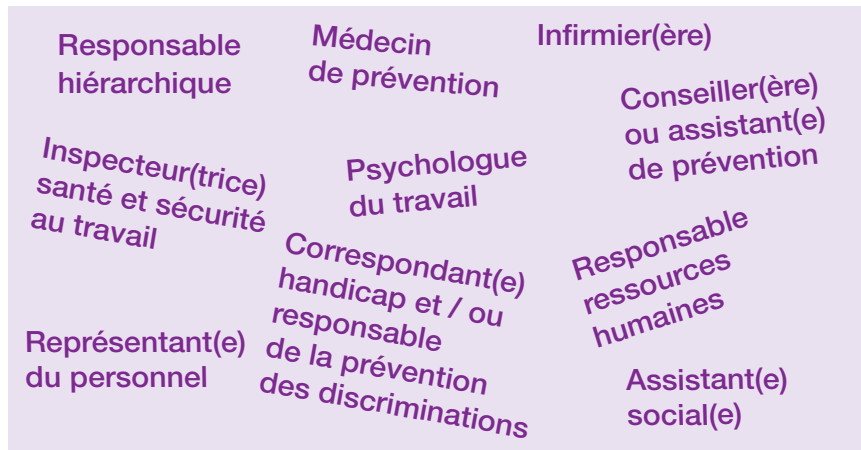 Responsable
hiérarchique
Médecin
de prévention
Infirmier(ère)
Conseiller(ère)
ou assistant(e)
de prévention
Inspecteur(trice)
santé et sécurité
au travail
Psychologue
du travail
Correspondant(e)
handicap et / ou
responsable
de la prévention
des discriminations
Responsable
ressources
humaines
Représentant(e)
du personnel
Assistant(e)
social(e)